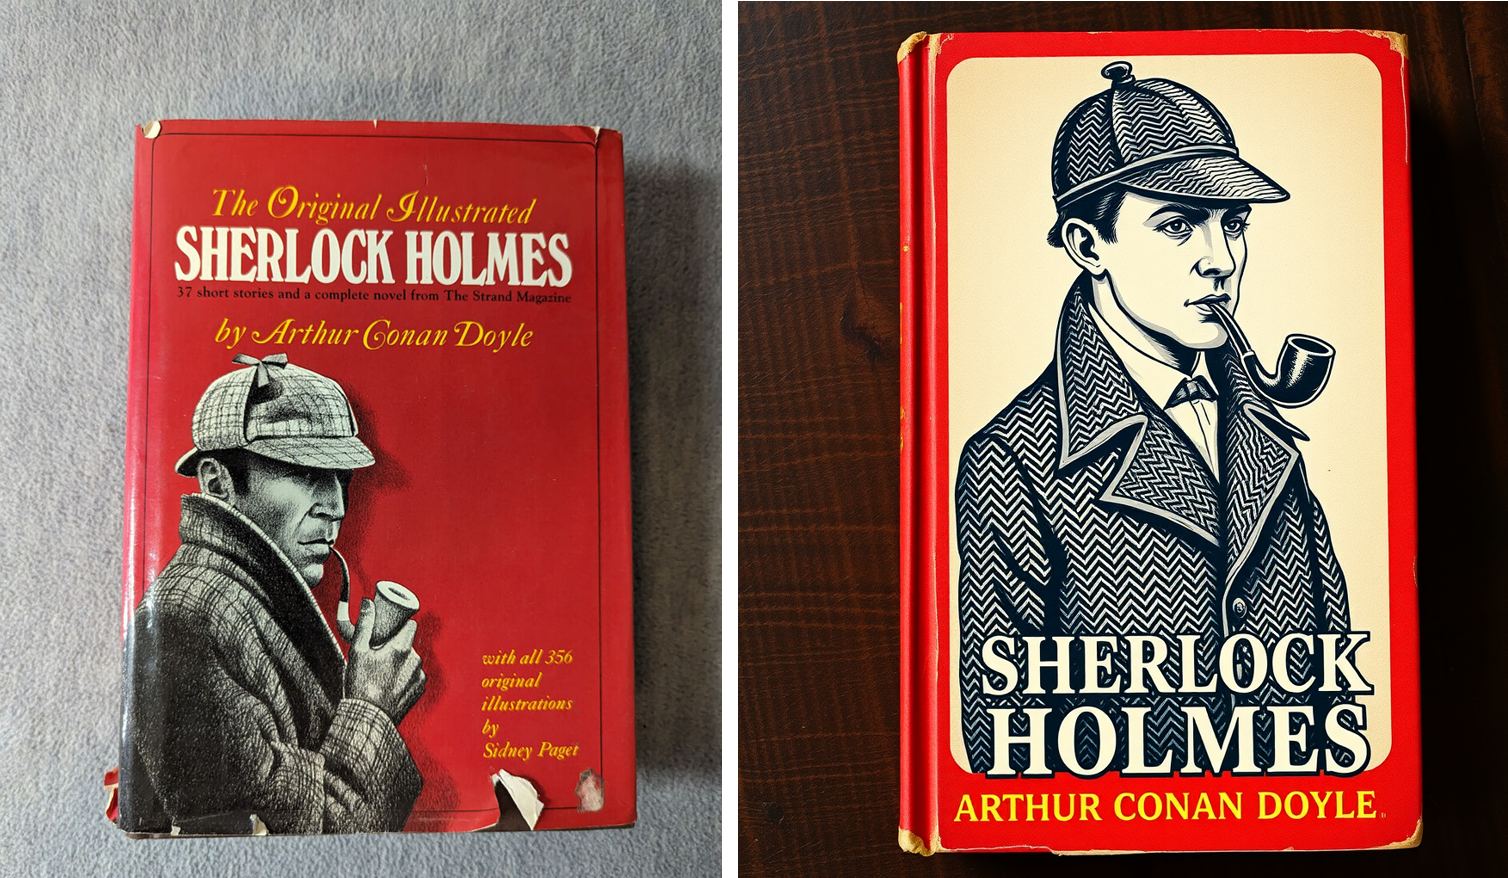 The Original Illustrated
SHERLOCK HOLMES
37 short stories and a complete novel from The Strand Magazine
by Arthur Conan Doyle
with all 356
original
illustrations
by
Sidney Paget
SHERLOCK
HOLMES
ARTHUR CONAN DOYLE